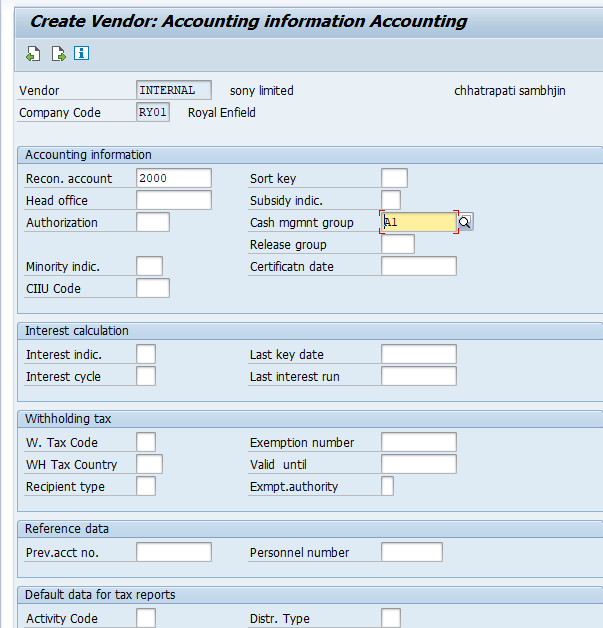 Create Vendor: Accounting information Accounting
Vendor INTERNAL sony limited chhatrapati sambhjin
Company Code RY01 Royal Enfield
Accounting information
Recon. account 2000 Sort key
Head office Subsidy indic.
Authorization Cash mgmnt group A1
Release group
Minority indic. Certificatn date
CIIU Code
Interest calculation
Interest indic. Last key date
Interest cycle Last interest run
Withholding tax
W. Tax Code Exemption number
WH Tax Country Valid until
Recipient type Exmpt.authority
Reference data
Prev.acct no. Personnel number
Default data for tax reports
Activity Code Distr. Type